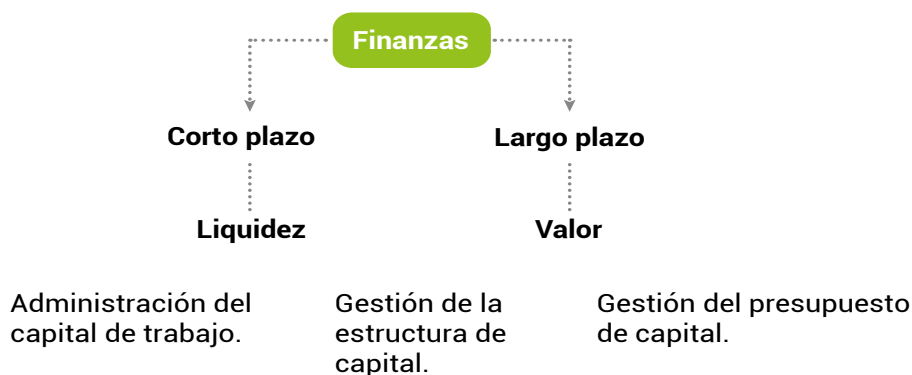 Finanzas
Corto plazo
Largo plazo
Liquidez
Valor
Administración del
capital de trabajo.
Gestión de la
estructura de
capital.
Gestión del presupuesto
de capital.